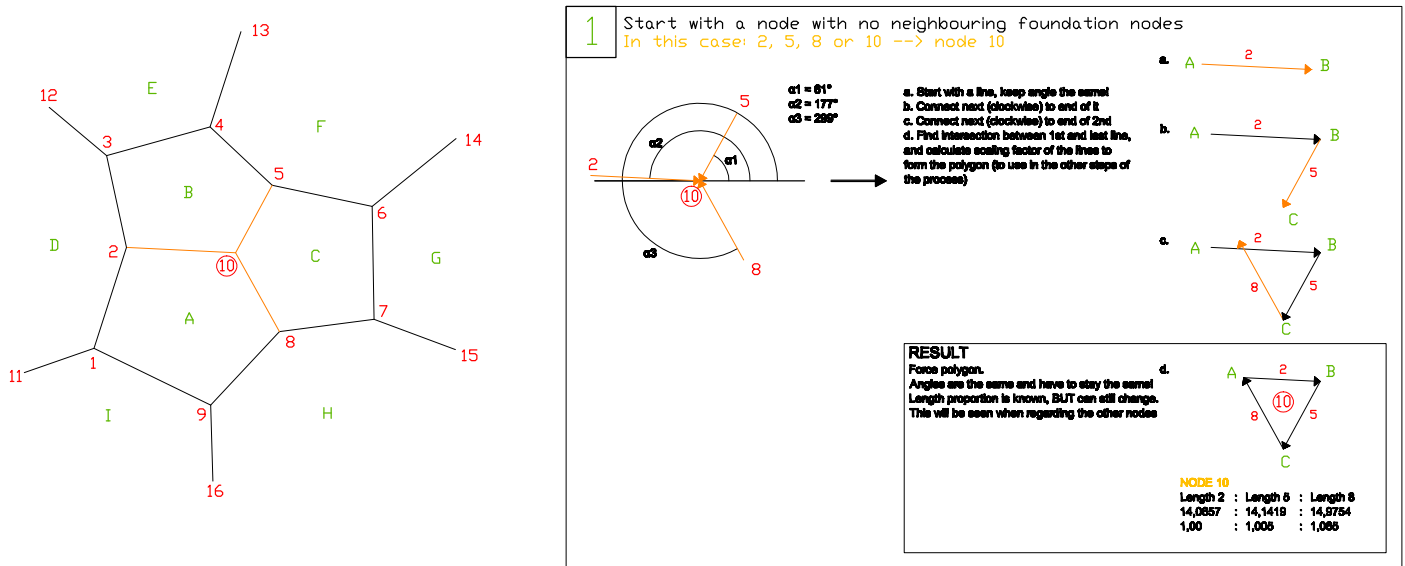 13
12
E
4
F
14
3
5
B
6
D
2
C
G
10
A
7
8
1
15
11
9
I
H
16
1
Start with a node with no neighbouring foundation nodes
In this case: 2, 5, 8 or 10 --> node 10
α1 = 61°
α2 = 177°
α3 = 299°
5
α2
α1
2
10
α3
8
a. Start with a line, keep angle the same!
b. Connect next (clockwise) to end of it
c. Connect next (clockwise) to end of 2nd
d. Find intersection between 1st and last line,
and calculate scaling factor of the lines to
form the polygon (to use in the other steps of
the process)
a.
A
2
B
b.
A
2
B
5
C
c.
A
2
B
8
5
C
RESULT
Force polygon.
Angles are the same and have to stay the same!
Length proportion is known, BUT can still change.
This will be seen when regarding the other nodes
d.
A
2
B
10
8
5
C
NODE 10
Length 2 : Length 5 : Length 8
14,0657 : 14,1419 : 14,9754
1,00 : 1,005 : 1,065